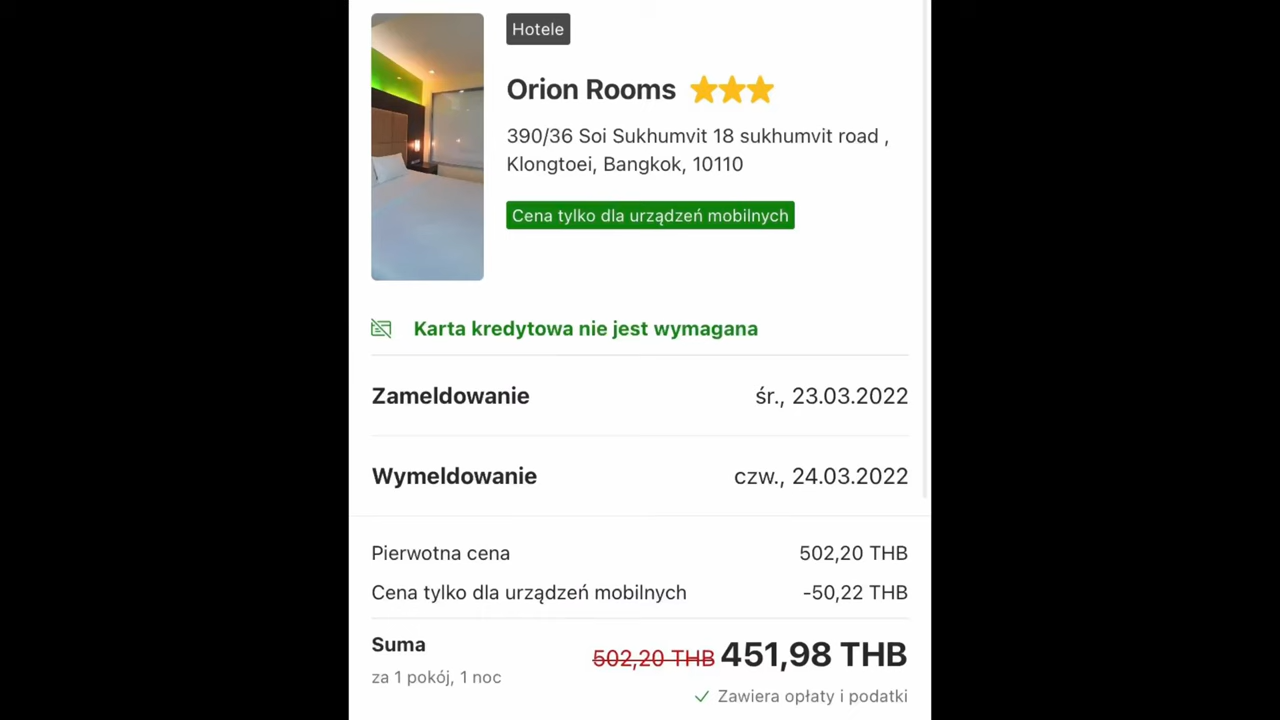 Hotele
Orion Rooms
390/36 Soi Sukhumvit 18 sukhumvit road ,
Klongtoei, Bangkok, 10110
Cena tylko dla urządzeń mobilnych
Karta kredytowa nie jest wymagana
Zameldowanie śr., 23.03.2022
Wymeldowanie czw., 24.03.2022
Pierwotna cena 502,20 THB
Cena tylko dla urządzeń mobilnych -50,22 THB
Suma 502,20 THB 451,98 THB
za 1 pokój, 1 noc
Zawiera opłaty i podatki